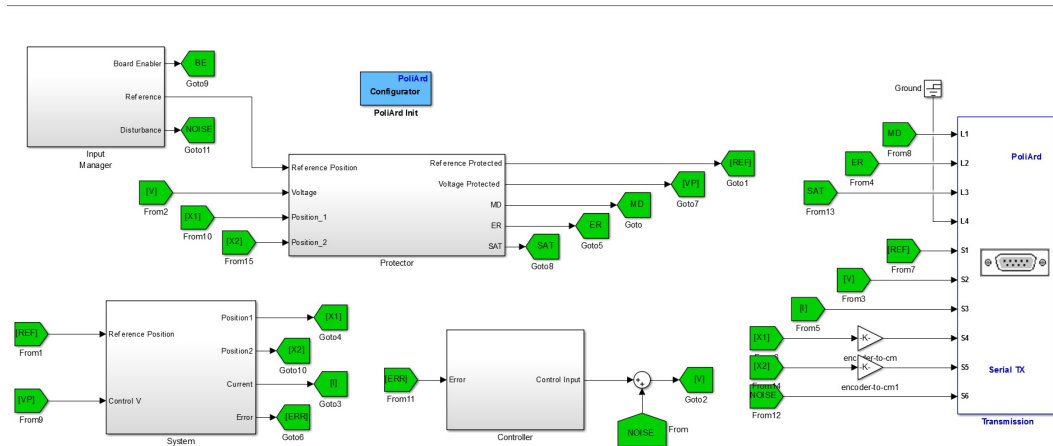 Board Enabler
BE
Goto9
Reference
Disturbance
NOISE
Goto11
Input
Manager
PoliArd
Configurator
PoliArd Init
Reference Position
Voltage
Position_1
Position_2
Reference Protected
Voltage Protected
MD
ER
SAT
Protector
[V]
From2
[X1]
From10
[X2]
From15
[REF]
Goto1
[VP]
Goto7
MD
Goto
ER
Goto5
SAT
Goto8
Ground
MD
From8
ER
From4
SAT
From13
[REF]
From7
[V]
From3
[I]
From5
[X1]
-K-
encoder-to-cm
[X2]
From14
-K-
encoder-to-cm1
NOISE
From12
L1
L2
L3
L4
S1
S2
S3
S4
S5
S6
PoliArd
Serial TX
Transmission
[REF]
From1
[VP]
From9
Reference Position
Control V
Position1
Position2
Current
Error
System
[X1]
Goto4
[X2]
Goto10
[I]
Goto3
[ERR]
Goto6
[ERR]
From11
Error
Control Input
Controller
[V]
Goto2
NOISE
From